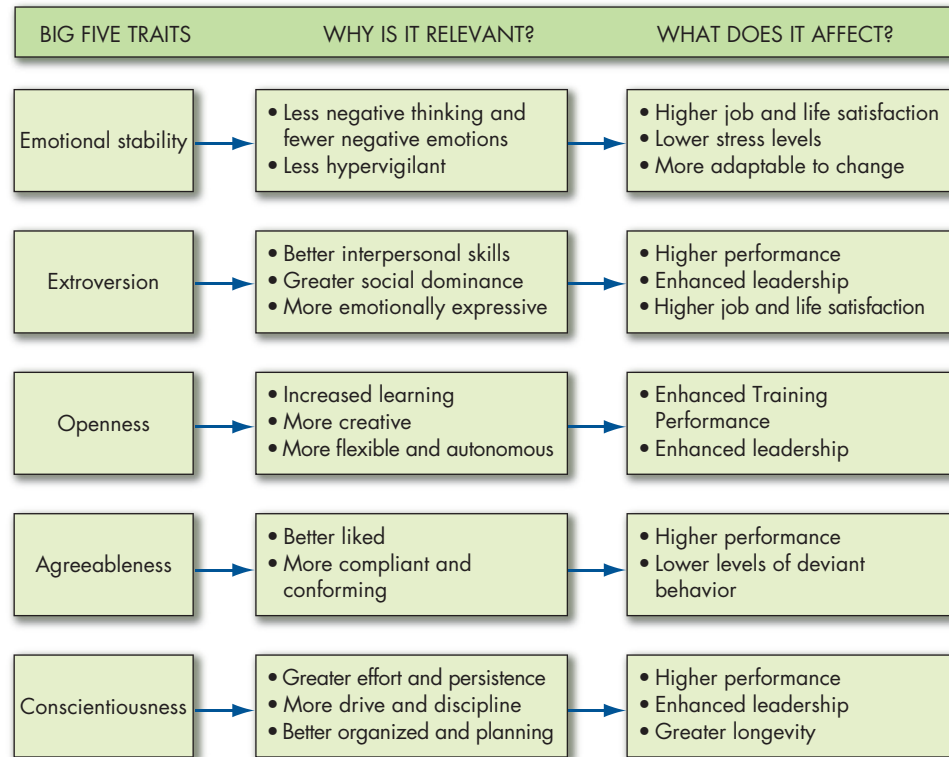 BIG FIVE TRAITS
WHY IS IT RELEVANT?
WHAT DOES IT AFFECT?
Emotional stability
• Less negative thinking and
fewer negative emotions
• Less hypervigilant
• Higher job and life satisfaction
• Lower stress levels
• More adaptable to change
Extroversion
• Better interpersonal skills
• Greater social dominance
• More emotionally expressive
• Higher performance
• Enhanced leadership
• Higher job and life satisfaction
Openness
• Increased learning
• More creative
• More flexible and autonomous
• Enhanced Training
Performance
• Enhanced leadership
Agreeableness
• Better liked
• More compliant and
conforming
• Higher performance
• Lower levels of deviant
behavior
Conscientiousness
• Greater effort and persistence
• More drive and discipline
• Better organized and planning
• Higher performance
• Enhanced leadership
• Greater longevity